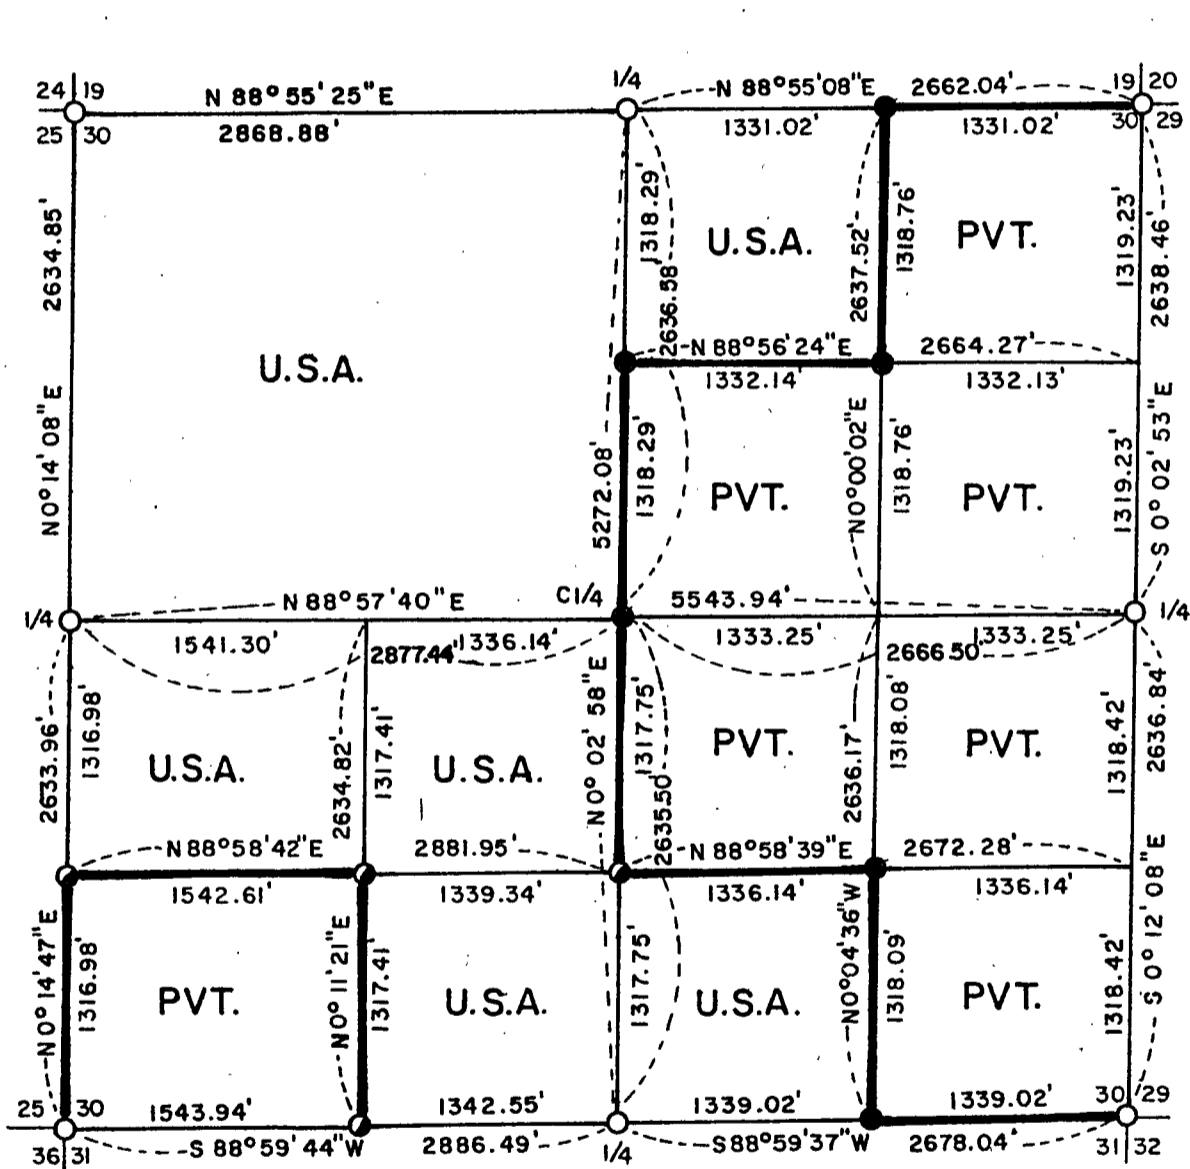 24 19
N 88° 55' 25" E
1/4
N 88° 55' 08" E
2662.04'
19 20
25 30
2868.88'
1331.02'
1331.02'
30 29
2634.85'
1318.29'
2636.58'
U.S.A.
2637.52'
1318.76'
PVT.
1319.23'
2638.46'
U.S.A.
N 88° 56' 24" E
2664.27'
1332.14'
1332.13'
N 0° 14' 08" E
5272.08'
1318.29'
PVT.
N 0° 00' 02" E
1318.76'
PVT.
1319.23'
S 0° 02' 53" E
1/4
N 88° 57' 40" E
C 1/4
5543.94'
1/4
1541.30'
2877.44'
1336.14'
1333.25'
2666.50'
1333.25'
2633.96'
1316.98'
U.S.A.
2634.82'
1317.41'
U.S.A.
N 0° 02' 58" E
1317.75'
2635.50'
PVT.
2636.17'
1318.08'
PVT.
1318.42'
2636.84'
N 88° 58' 42" E
2881.95'
N 88° 58' 39" E
2672.28'
1542.61'
1339.34'
1336.14'
1336.14'
N 0° 14' 47" E
1316.98'
PVT.
N 0° 11' 21" E
1317.41'
U.S.A.
1317.75'
U.S.A.
N 0° 04' 36" W
1318.09'
PVT.
1318.42'
S 0° 12' 08" E
25 30
1543.94'
1342.55'
1339.02'
1339.02'
30 29
36 31
S 88° 59' 44" W
2886.49'
1/4
S 88° 59' 37" W
2678.04'
31 32